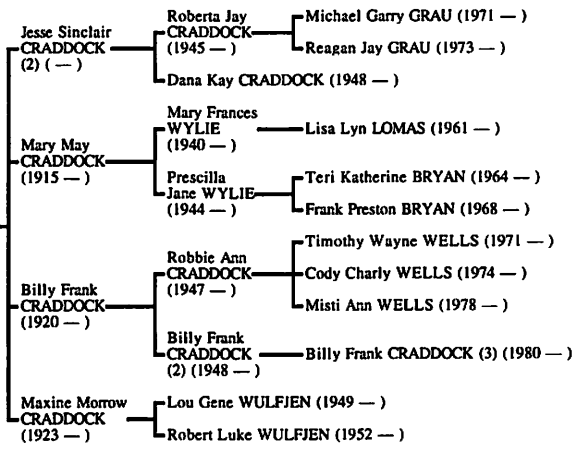 Jesse Sinclair
CRADDOCK
(2) ( — )
Roberta Jay
CRADDOCK
(1945 — )
Michael Garry GRAU (1971 — )
Reagan Jay GRAU (1973 — )
Dana Kay CRADDOCK (1948 — )
Mary May
CRADDOCK
(1915 — )
Mary Frances
WYLIE
(1940 — )
Lisa Lyn LOMAS (1961 — )
Prescilla
Jane WYLIE
(1944 — )
Teri Katherine BRYAN (1964 — )
Frank Preston BRYAN (1968 — )
Billy Frank
CRADDOCK
(1920 — )
Robbie Ann
CRADDOCK
(1947 — )
Timothy Wayne WELLS (1971 — )
Cody Charly WELLS (1974 — )
Misti Ann WELLS (1978 — )
Billy Frank
CRADDOCK
(2) (1948 — )
Billy Frank CRADDOCK (3) (1980 — )
Maxine Morrow
CRADDOCK
(1923 — )
Lou Gene WULFJEN (1949 — )
Robert Luke WULFJEN (1952 — )